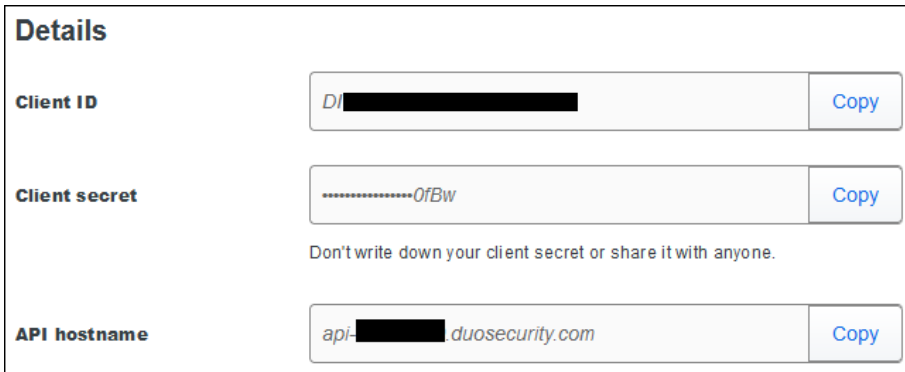 Details
Client ID
DI
Copy
Client secret
••••••••••••••••0fBw
Copy
Don't write down your client secret or share it with anyone.
API hostname
api-.duosecurity.com
Copy